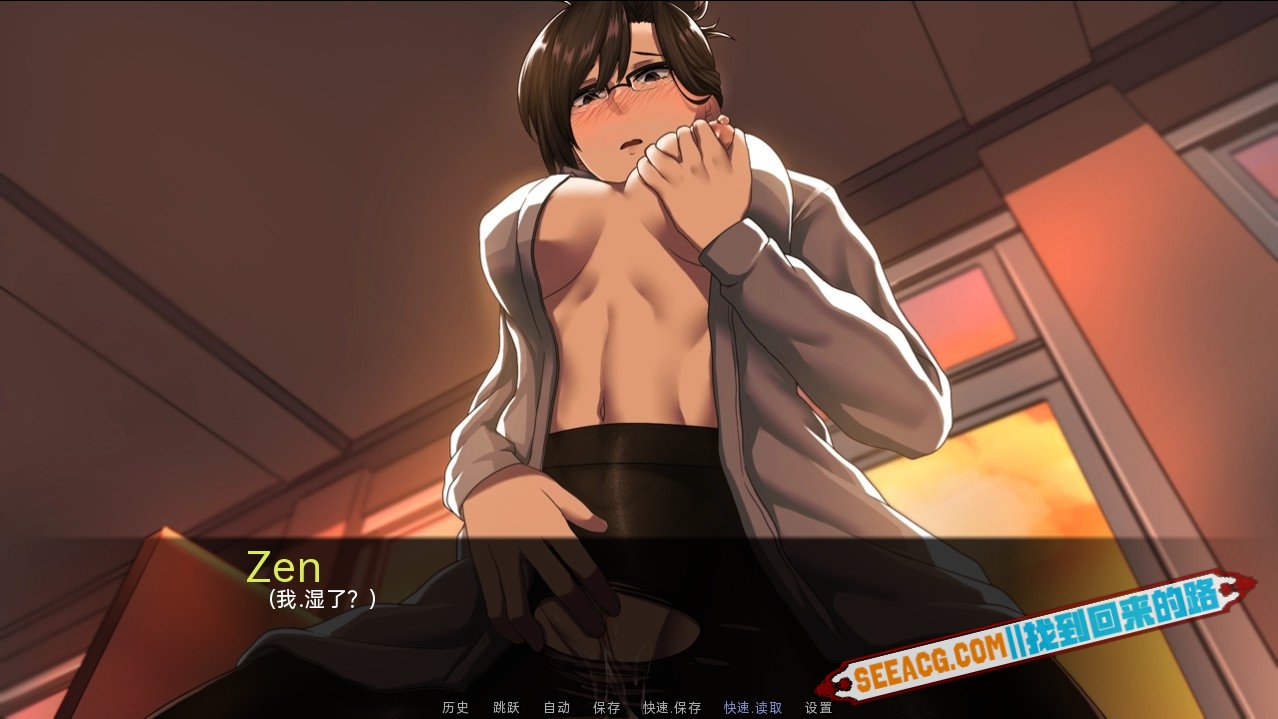 Zen
(我.湿了？)
SEEACG.COM||找到回来的路
历史 跳跃 自动 保存 快速.保存 快速.读取 设置